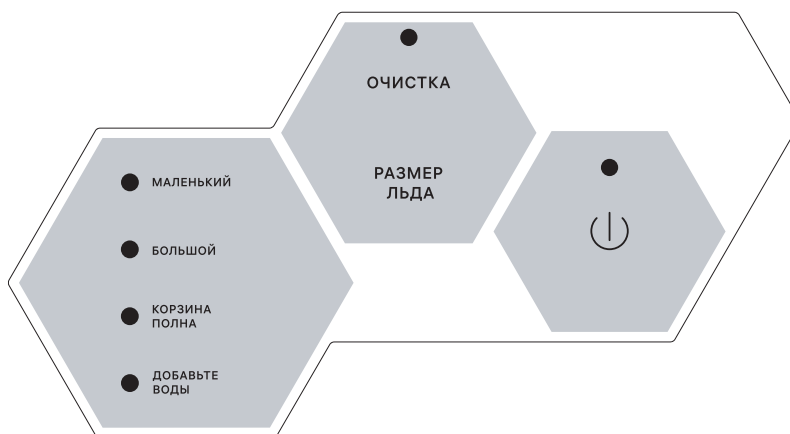 ОЧИСТКА
РАЗМЕР
ЛЬДА
МАЛЕНЬКИЙ
БОЛЬШОЙ
КОРЗИНА
ПОЛНА
ДОБАВЬТЕ
ВОДЫ